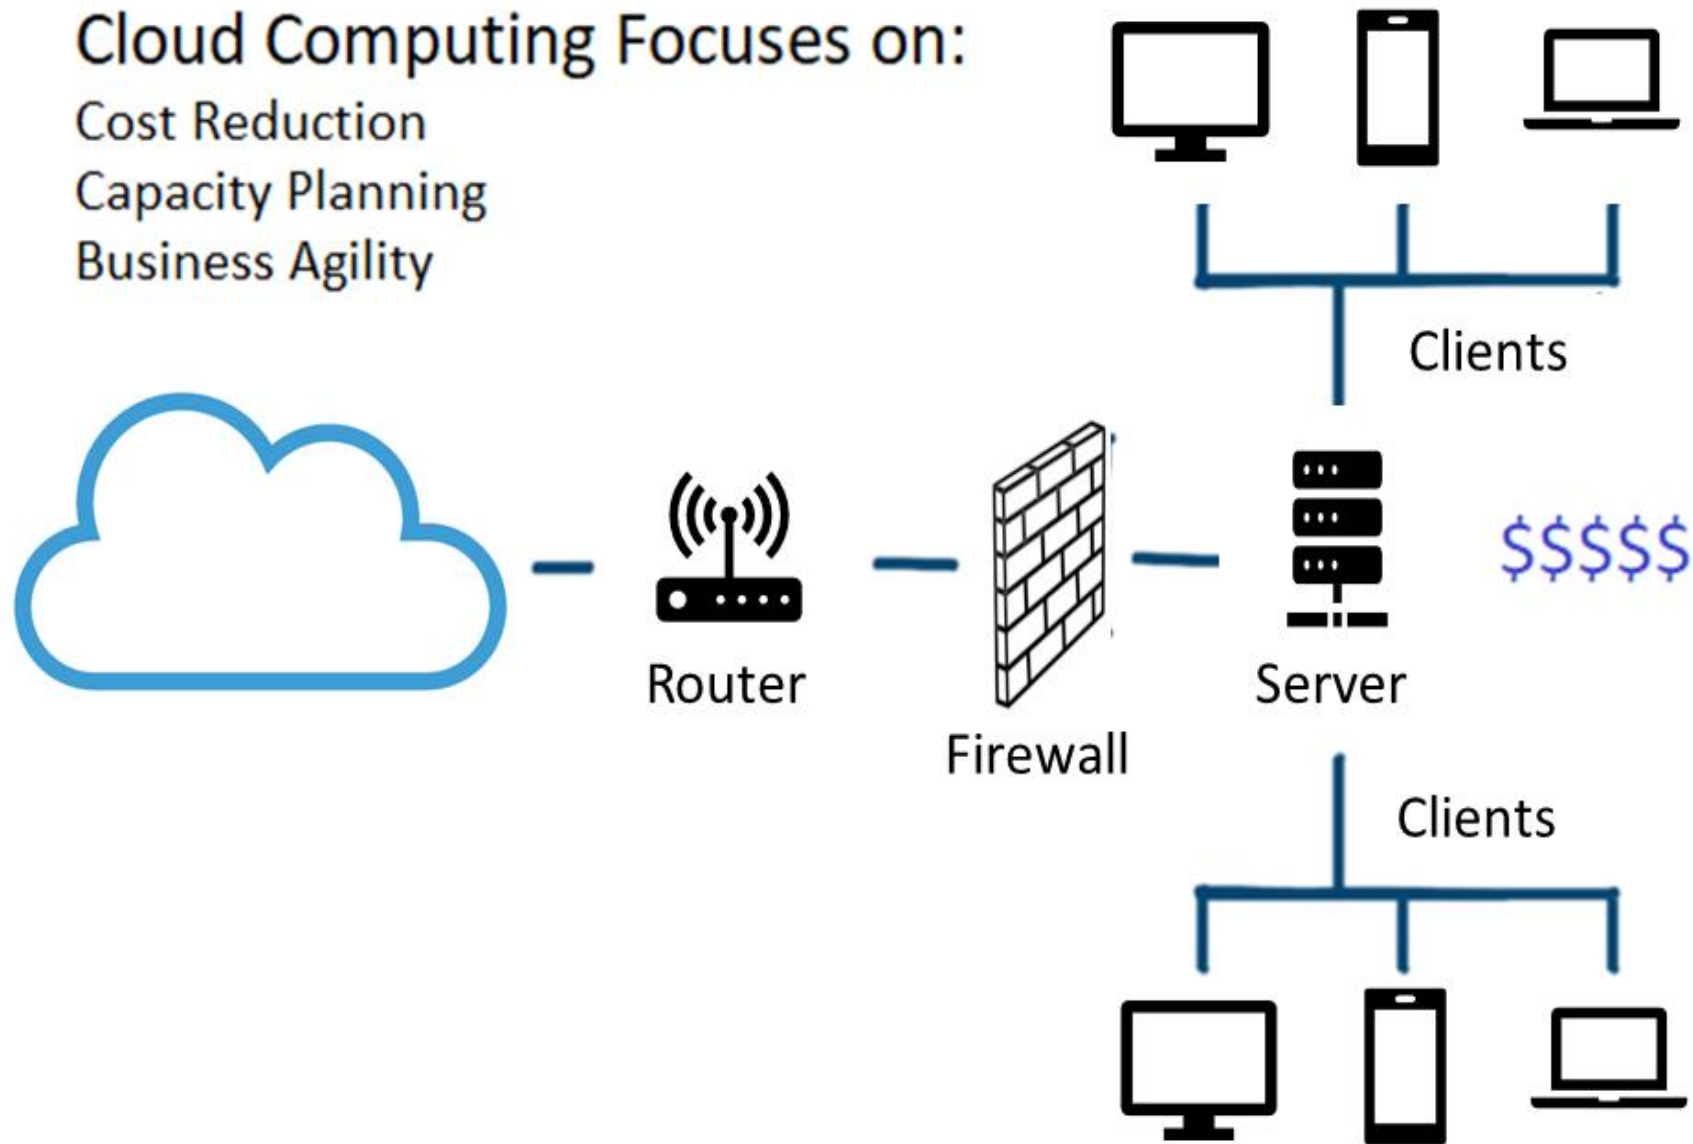 Cloud Computing Focuses on:
Cost Reduction
Capacity Planning
Business Agility
Clients
$$$$$
Router
Server
Firewall
Clients